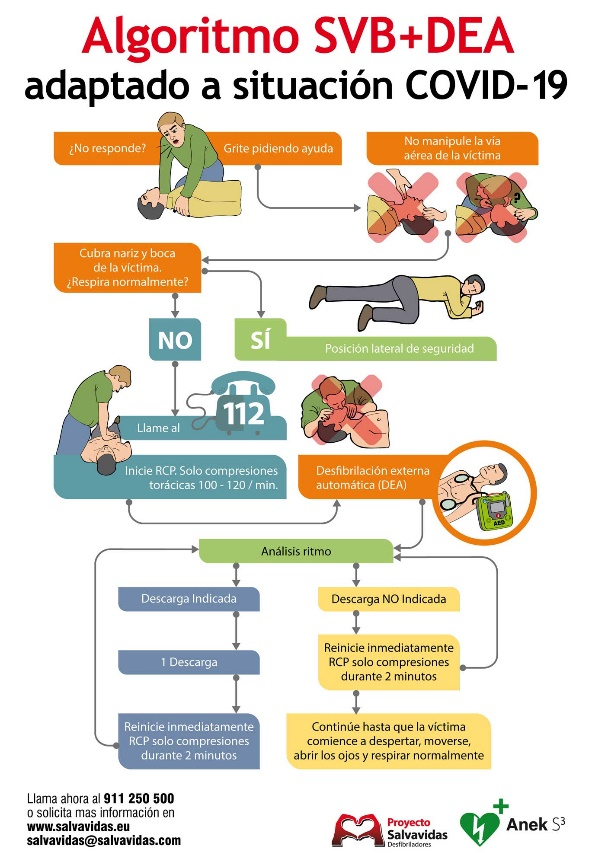 Algoritmo SVB+DEA
adaptado a situación COVID-19
¿No responde?
Grite pidiendo ayuda
No manipule la vía
aérea de la víctima
Cubra nariz y boca
de la víctima.
¿Respira normalmente?
NO
SÍ
Posición lateral de seguridad
Llame al
112
Inicie RCP. Solo compresiones
torácicas 100 - 120 / min.
Desfibrilación externa
automática (DEA)
AED
Análisis ritmo
Descarga Indicada
Descarga NO Indicada
1 Descarga
Reinicie inmediatamente
RCP solo compresiones
durante 2 minutos
Reinicie inmediatamente
RCP solo compresiones
durante 2 minutos
Continúe hasta que la víctima
comience a despertar, moverse,
abrir los ojos y respirar normalmente
Llama ahora al 911 250 500
o solicita mas información en
www.salvavidas.eu
salvavidas@salvavidas.com
Proyecto
Salvavidas
Desfibriladores
Anek S³